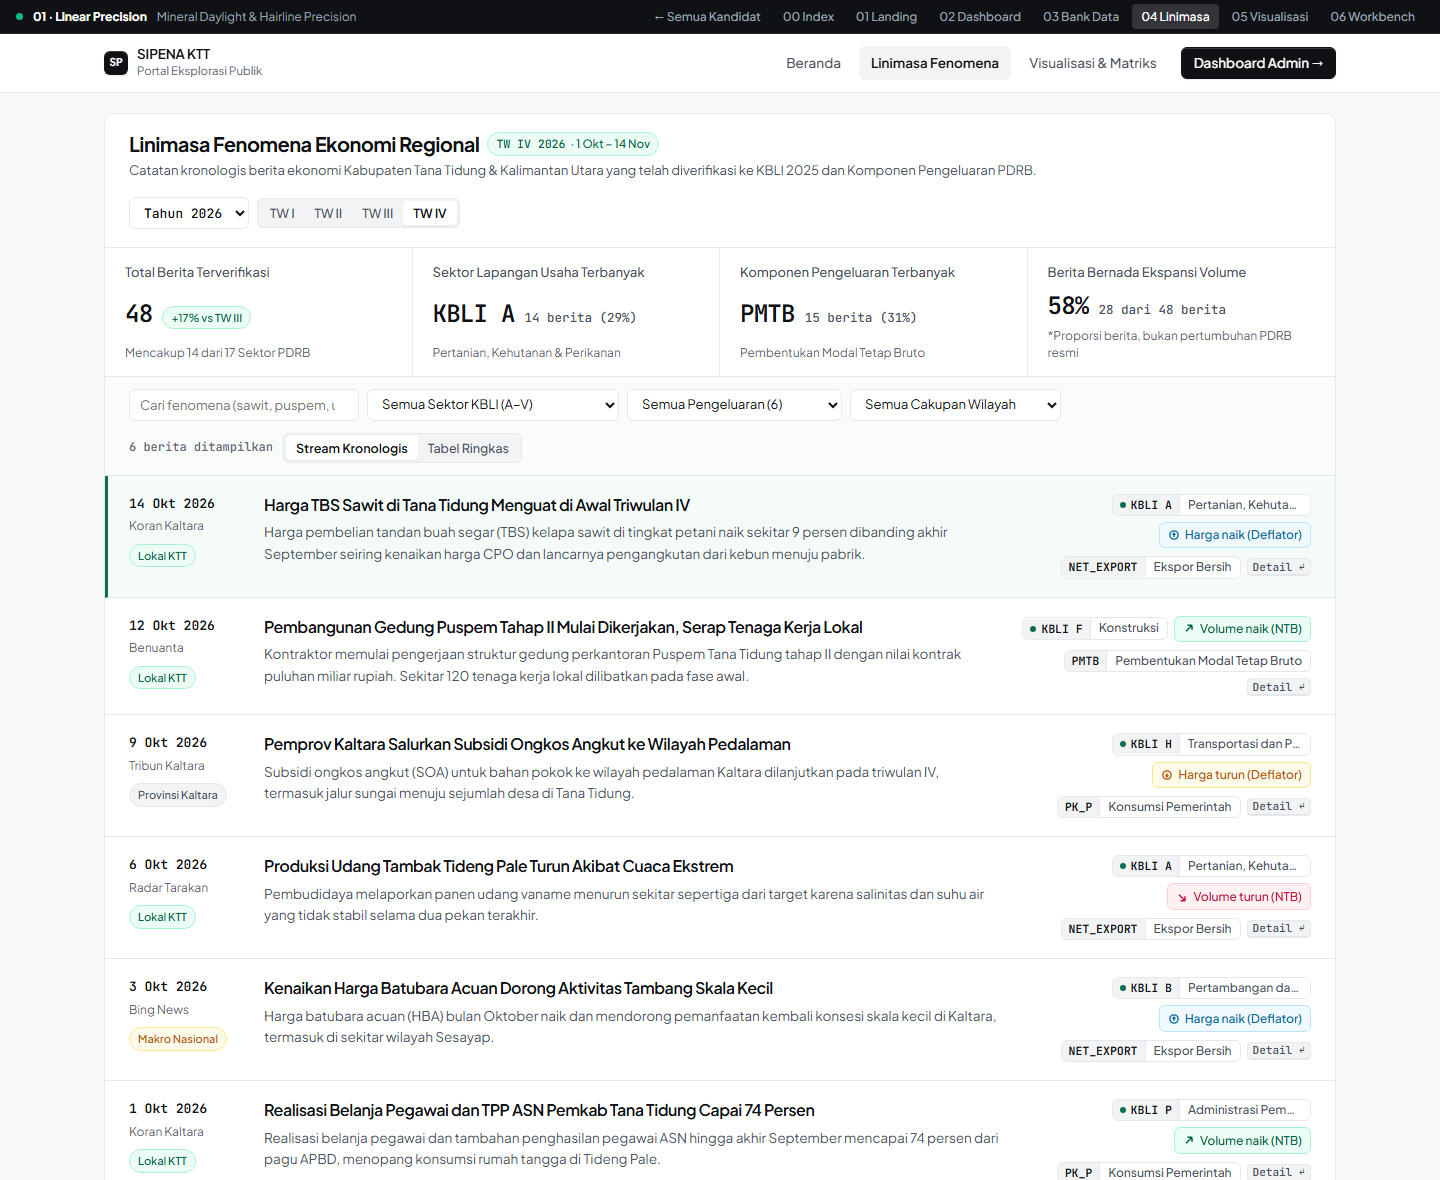 01 · Linear Precision Mineral Daylight & Hairline Precision ← Semua Kandidat 00 Index 01 Landing 02 Dashboard 03 Bank Data 04 Linimasa 05 Visualisasi 06 Workbench
SP SIPENA KTT
Portal Eksplorasi Publik
Beranda Linimasa Fenomena Visualisasi & Matriks Dashboard Admin →
Linimasa Fenomena Ekonomi Regional TW IV 2026 · 1 Okt – 14 Nov
Catatan kronologis berita ekonomi Kabupaten Tana Tidung & Kalimantan Utara yang telah diverifikasi ke KBLI 2025 dan Komponen Pengeluaran PDRB.
Tahun 2026 TW I TW II TW III TW IV
Total Berita Terverifikasi
48 +17% vs TW III
Mencakup 14 dari 17 Sektor PDRB
Sektor Lapangan Usaha Terbanyak
KBLI A 14 berita (29%)
Pertanian, Kehutanan & Perikanan
Komponen Pengeluaran Terbanyak
PMTB 15 berita (31%)
Pembentukan Modal Tetap Bruto
Berita Bernada Ekspansi Volume
58% 28 dari 48 berita
*Proporsi berita, bukan pertumbuhan PDRB
resmi
Cari fenomena (sawit, puspem, u Semua Sektor KBLI (A–V) Semua Pengeluaran (6) Semua Cakupan Wilayah
6 berita ditampilkan Stream Kronologis Tabel Ringkas
14 Okt 2026
Koran Kaltara
Lokal KTT
Harga TBS Sawit di Tana Tidung Menguat di Awal Triwulan IV
Harga pembelian tandan buah segar (TBS) kelapa sawit di tingkat petani naik sekitar 9 persen dibanding akhir
September seiring kenaikan harga CPO dan lancarnya pengangkutan dari kebun menuju pabrik.
KBLI A Pertanian, Kehuta…
Harga naik (Deflator)
NET_EXPORT Ekspor Bersih Detail ↲
12 Okt 2026
Benuanta
Lokal KTT
Pembangunan Gedung Puspem Tahap II Mulai Dikerjakan, Serap Tenaga Kerja Lokal
Kontraktor memulai pengerjaan struktur gedung perkantoran Puspem Tana Tidung tahap II dengan nilai kontrak
puluhan miliar rupiah. Sekitar 120 tenaga kerja lokal dilibatkan pada fase awal.
KBLI F Konstruksi ↗ Volume naik (NTB)
PMTB Pembentukan Modal Tetap Bruto
Detail ↲
9 Okt 2026
Tribun Kaltara
Provinsi Kaltara
Pemprov Kaltara Salurkan Subsidi Ongkos Angkut ke Wilayah Pedalaman
Subsidi ongkos angkut (SOA) untuk bahan pokok ke wilayah pedalaman Kaltara dilanjutkan pada triwulan IV,
termasuk jalur sungai menuju sejumlah desa di Tana Tidung.
KBLI H Transportasi dan P…
Harga turun (Deflator)
PK_P Konsumsi Pemerintah Detail ↲
6 Okt 2026
Radar Tarakan
Lokal KTT
Produksi Udang Tambak Tideng Pale Turun Akibat Cuaca Ekstrem
Pembudidaya melaporkan panen udang vaname menurun sekitar sepertiga dari target karena salinitas dan suhu air
yang tidak stabil selama dua pekan terakhir.
KBLI A Pertanian, Kehuta…
↘ Volume turun (NTB)
NET_EXPORT Ekspor Bersih Detail ↲
3 Okt 2026
Bing News
Makro Nasional
Kenaikan Harga Batubara Acuan Dorong Aktivitas Tambang Skala Kecil
Harga batubara acuan (HBA) bulan Oktober naik dan mendorong pemanfaatan kembali konsesi skala kecil di Kaltara,
termasuk di sekitar wilayah Sesayap.
KBLI B Pertambangan da…
Harga naik (Deflator)
NET_EXPORT Ekspor Bersih Detail ↲
1 Okt 2026
Koran Kaltara
Lokal KTT
Realisasi Belanja Pegawai dan TPP ASN Pemkab Tana Tidung Capai 74 Persen
Realisasi belanja pegawai dan tambahan penghasilan pegawai ASN hingga akhir September mencapai 74 persen dari
pagu APBD, menopang konsumsi rumah tangga di Tideng Pale.
KBLI P Administrasi Pem…
↗ Volume naik (NTB)
PK_P Konsumsi Pemerintah Detail ↲